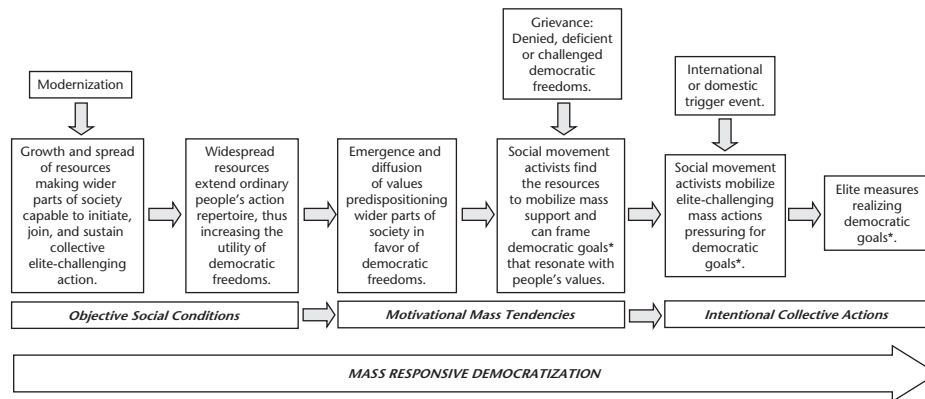 Modernization
Grievance:
Denied, deficient
or challenged
democratic
freedoms.
International
or domestic
trigger event.
Growth and spread
of resources
making wider
parts of society
capable to initiate,
join, and sustain
collective
elite-challenging
action.
Widespread
resources
extend ordinary
people's action
repertoire, thus
increasing the
utility of
democratic
freedoms.
Emergence and
diffusion
of values
predispositioning
wider parts of
society in
favor of
democratic
freedoms.
Social movement
activists find
the resources
to mobilize mass
support and
can frame
democratic goals*
that resonate with
people's values.
Social movement
activists mobilize
elite-challenging
mass actions
pressuring for
democratic
goals*.
Elite measures
realizing
democratic
goals*.
Objective Social Conditions
Motivational Mass Tendencies
Intentional Collective Actions
MASS RESPONSIVE DEMOCRATIZATION